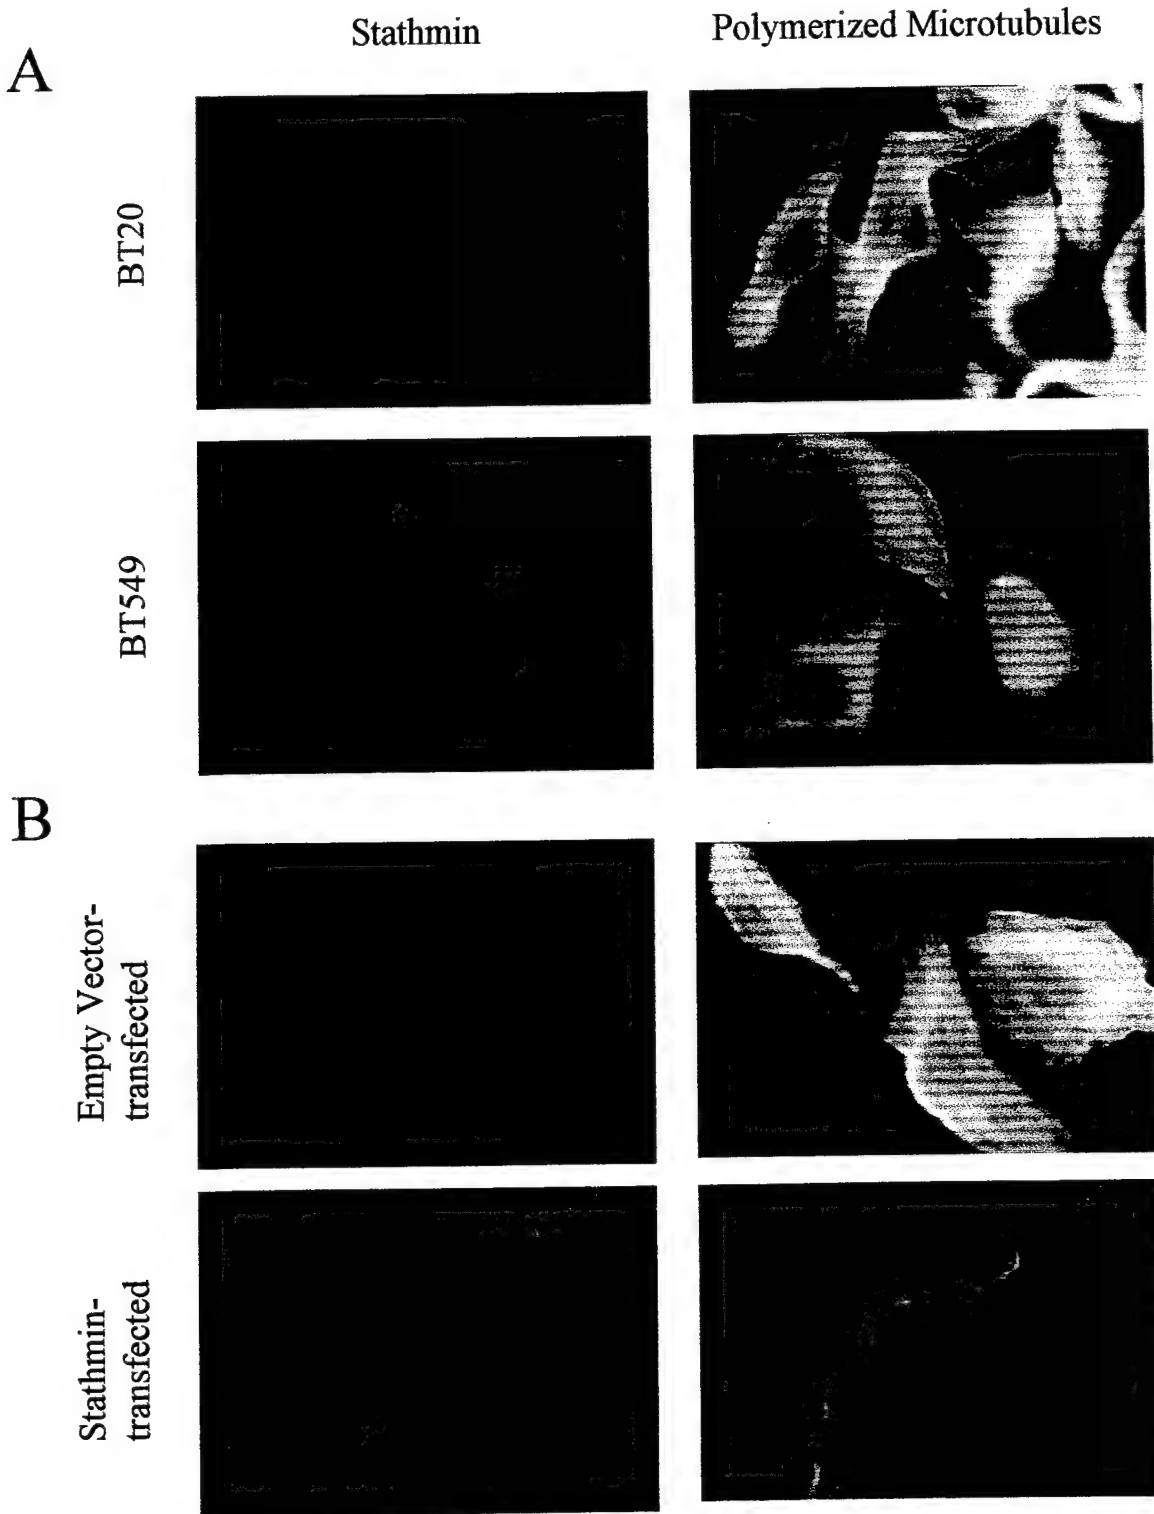 Stathmin
Polymerized Microtubules
A
BT20
BT549
B
Empty Vector-
transfected
Stathmin-
transfected